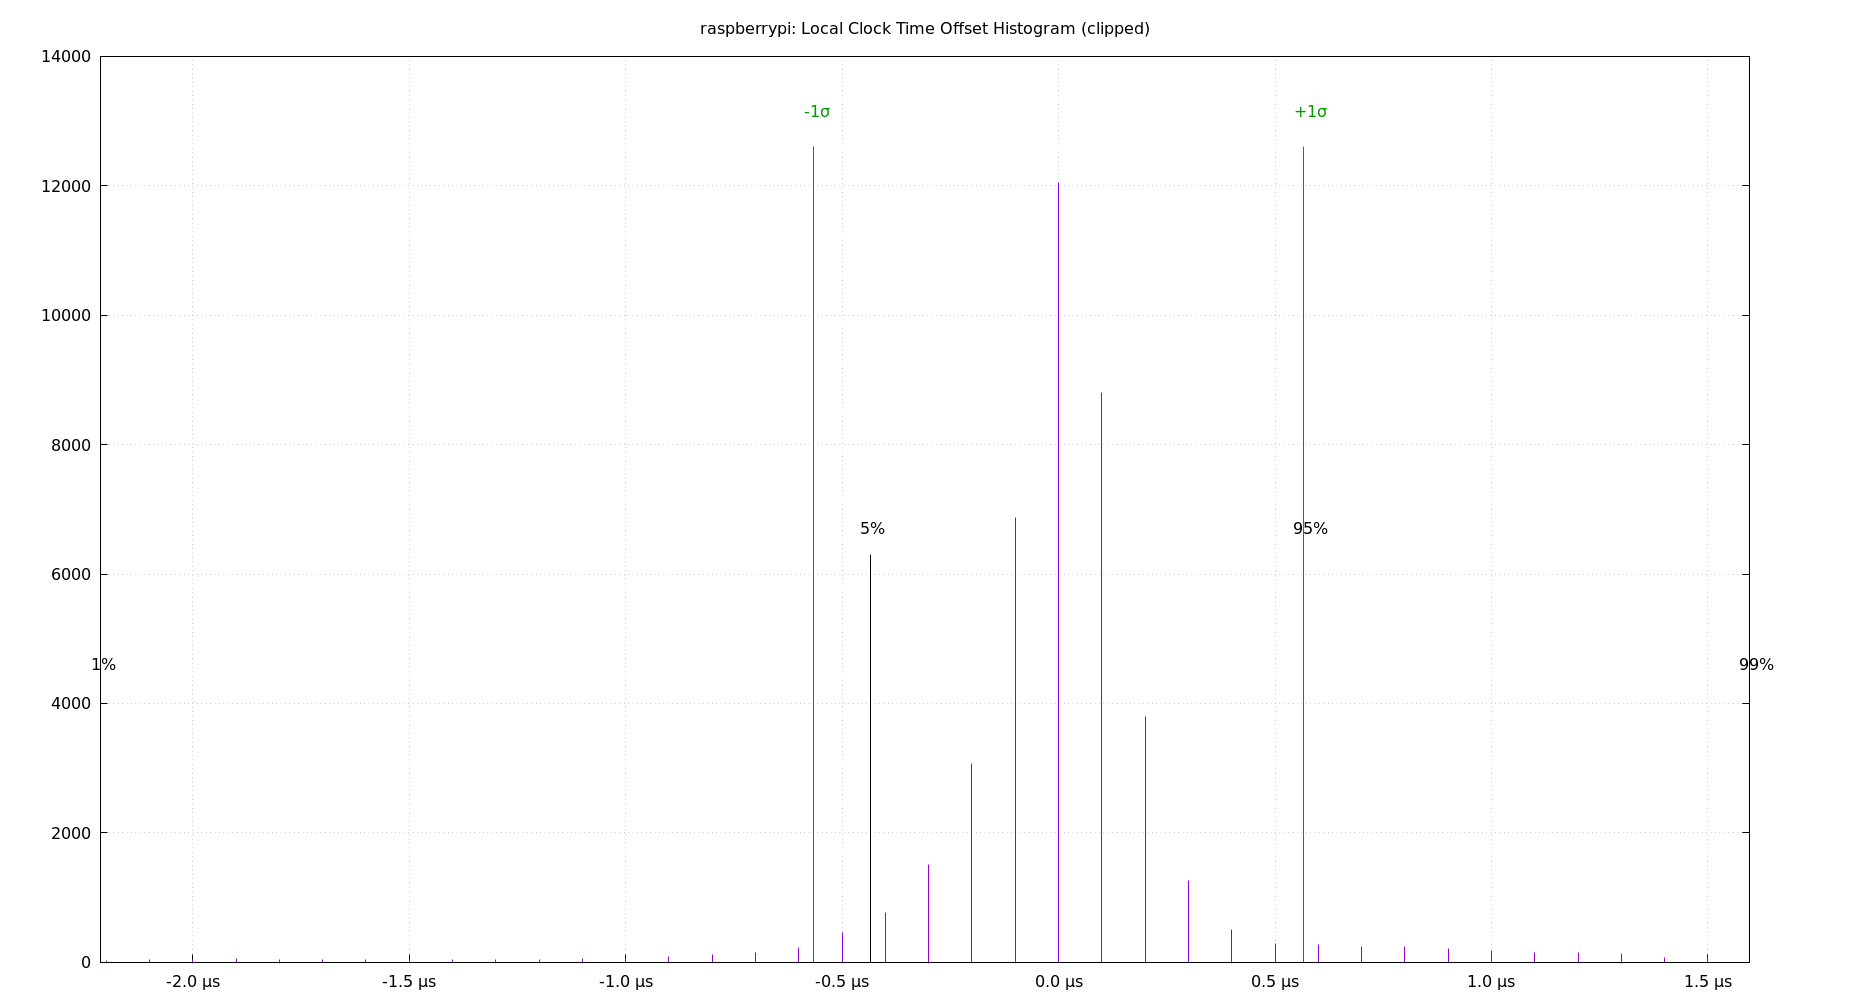 raspberrypi: Local Clock Time Offset Histogram (clipped)
14000
-1σ
+1σ
12000
10000
8000
5%
95%
6000
1%
99%
4000
2000
0
-2.0 µs
-1.5 µs
-1.0 µs
-0.5 µs
0.0 µs
0.5 µs
1.0 µs
1.5 µs